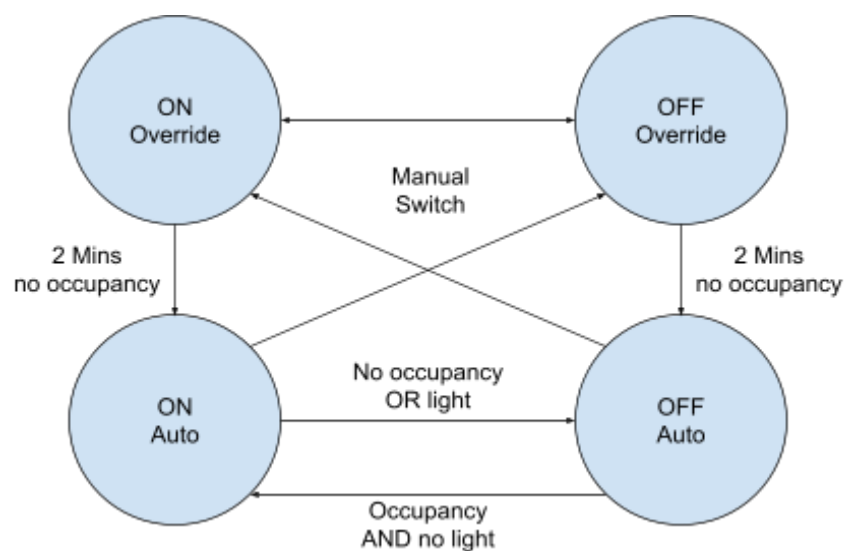 ON
Override
OFF
Override
Manual
Switch
2 Mins
no occupancy
2 Mins
no occupancy
No occupancy
OR light
ON
Auto
OFF
Auto
Occupancy
AND no light